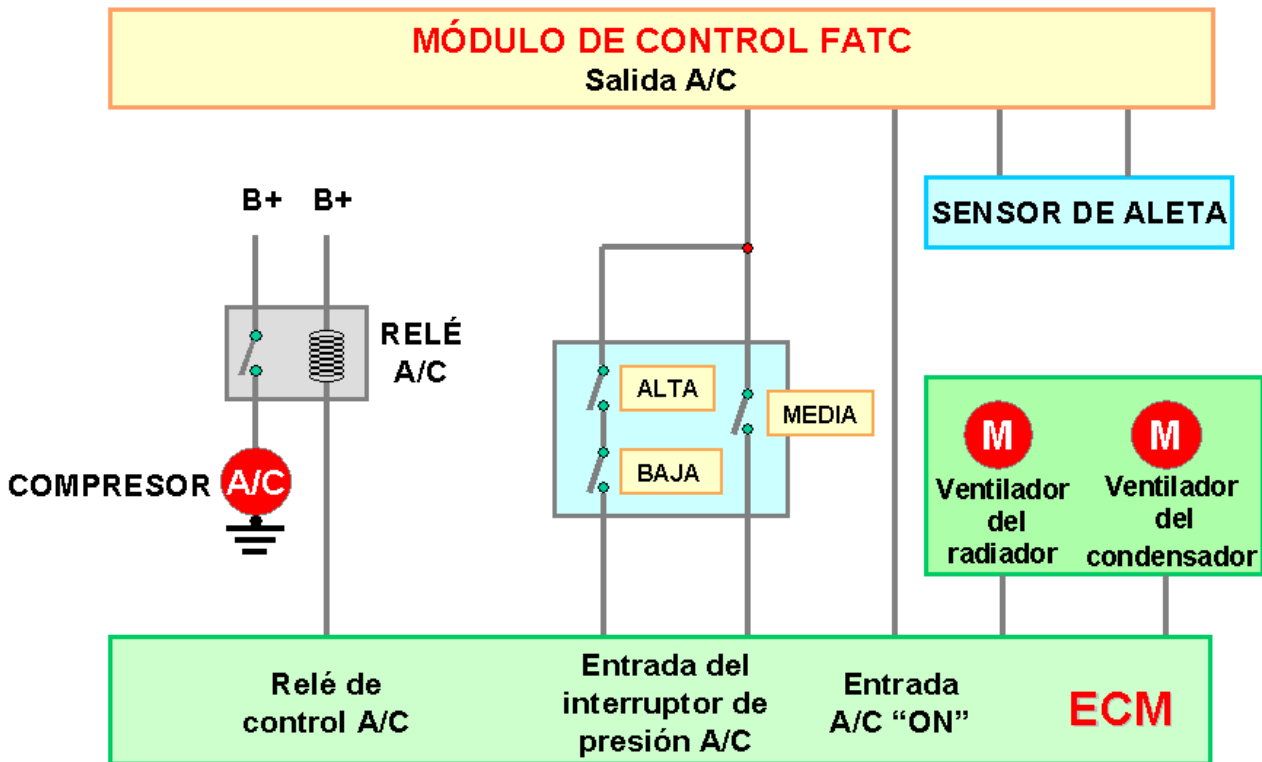 MÓDULO DE CONTROL FATC
Salida A/C
B+ B+
SENSOR DE ALETA
RELÉ
A/C
ALTA
MEDIA
BAJA
COMPRESOR
A/C
M
Ventilador
del
radiador
M
Ventilador
del
condensador
Relé de
control A/C
Entrada del
interruptor de
presión A/C
Entrada
A/C “ON”
ECM